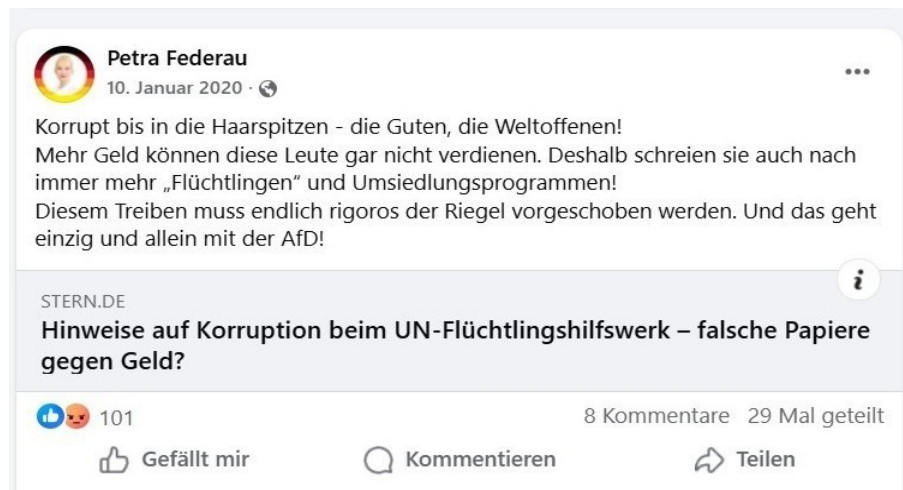 Petra Federau
10. Januar 2020 ·
Korrupt bis in die Haarspitzen - die Guten, die Weltoffenen!
Mehr Geld können diese Leute gar nicht verdienen. Deshalb schreien sie auch nach
immer mehr „Flüchtlingen“ und Umsiedlungsprogrammen!
Diesem Treiben muss endlich rigoros der Riegel vorgeschoben werden. Und das geht
einzig und allein mit der AfD!
STERN.DE
Hinweise auf Korruption beim UN-Flüchtlingshilfswerk – falsche Papiere
gegen Geld?
101
8 Kommentare 29 Mal geteilt
Gefällt mir Kommentieren Teilen